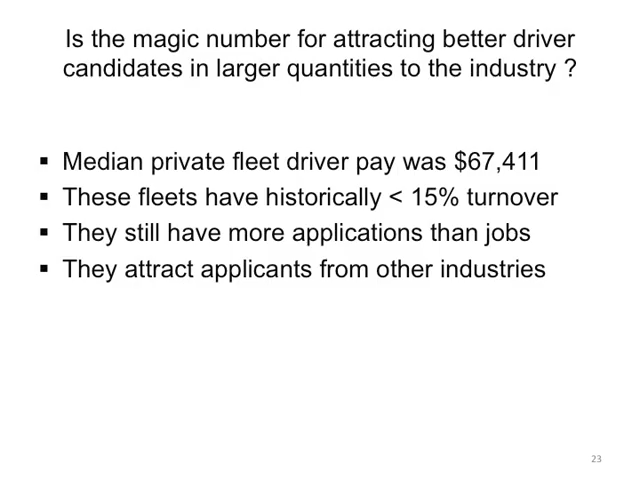 Is the magic number for attracting better driver
candidates in larger quantities to the industry ?
▪ Median private fleet driver pay was $67,411
▪ These fleets have historically < 15% turnover
▪ They still have more applications than jobs
▪ They attract applicants from other industries
23